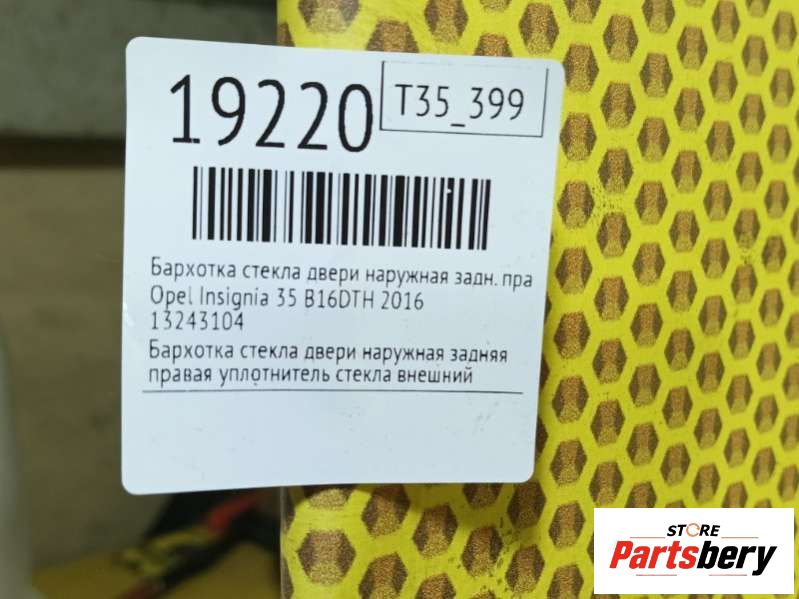 19220
T35_399
Бархотка стекла двери наружная задн. пра
Opel Insignia 35 B16DTH 2016
13243104
Бархотка стекла двери наружная задняя
правая уплотнитель стекла внешний
STORE
Partsbery